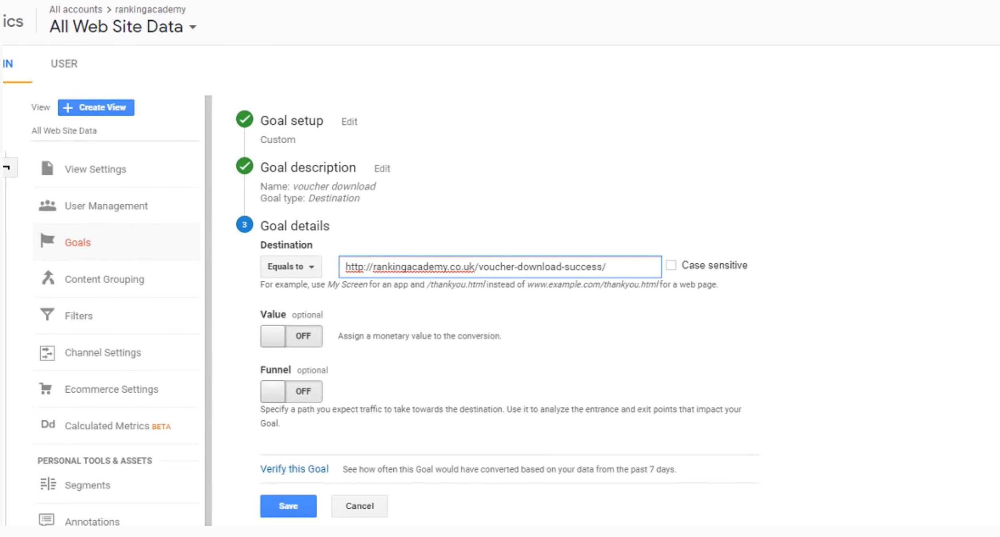 All accounts > rankingacademy
ics
All Web Site Data
IN
USER
View
+ Create View
All Web Site Data
View Settings
User Management
Goals
Content Grouping
Filters
Channel Settings
Ecommerce Settings
Dd Calculated Metrics BETA
PERSONAL TOOLS & ASSETS
Segments
Annotations
Goal setup Edit
Custom
Goal description Edit
Name: voucher download
Goal type: Destination
3 Goal details
Destination
Equals to http://rankingacademy.co.uk/voucher-download-success/ Case sensitive
For example, use My Screen for an app and /thankyou.html instead of www.example.com/thankyou.html for a web page.
Value optional
OFF Assign a monetary value to the conversion.
Funnel optional
OFF
Specify a path you expect traffic to take towards the destination. Use it to analyze the entrance and exit points that impact your
Goal.
Verify this Goal See how often this Goal would have converted based on your data from the past 7 days.
Save Cancel